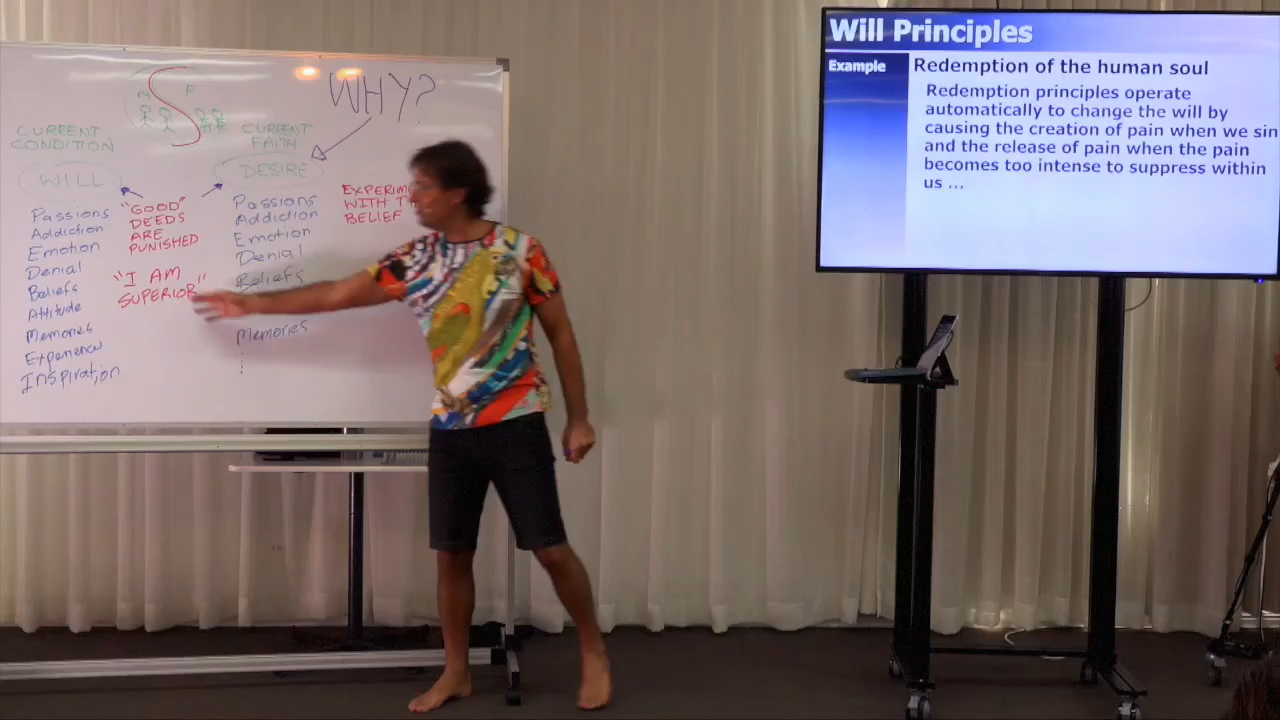 M F
WHY?
CURRENT
CONDITION
WILL
Passions
Addiction
Emotion
Denial
Beliefs
Attitude
Memories
Experience
Inspiration
"GOOD"
DEEDS
ARE
PUNISHED
"I AM
SUPERIOR"
CURRENT
FAITH
DESIRE
Passions
Addiction
Emotion
Denial
Beliefs
Memories
WITH
BELIEF
Will Principles
Example
Redemption of the human soul
Redemption principles operate
automatically to change the will by
causing the creation of pain when we sin
and the release of pain when the pain
becomes too intense to suppress within
us ...